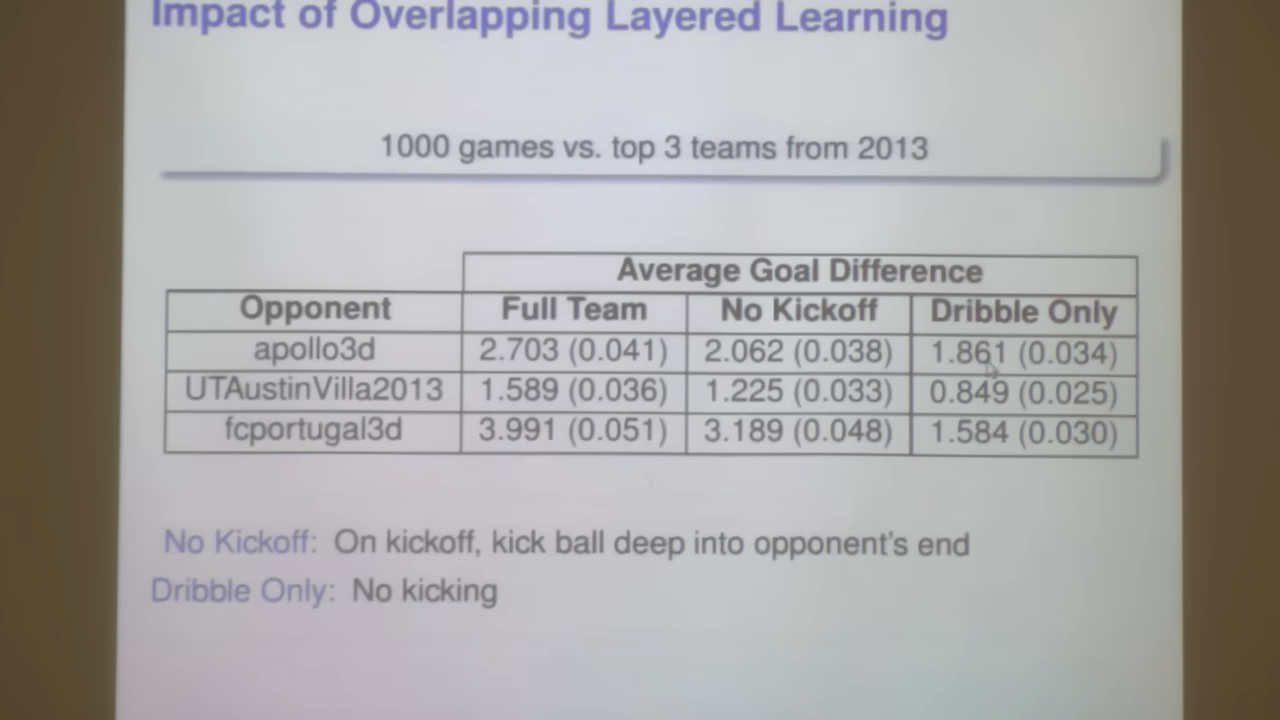 Impact of Overlapping Layered Learning
1000 games vs. top 3 teams from 2013
Average Goal Difference
Opponent Full Team No Kickoff Dribble Only
apollo3d 2.703 (0.041) 2.062 (0.038) 1.861 (0.034)
UTAustinVilla2013 1.589 (0.036) 1.225 (0.033) 0.849 (0.025)
fcportugal3d 3.991 (0.051) 3.189 (0.048) 1.584 (0.030)
No Kickoff: On kickoff, kick ball deep into opponent's end
Dribble Only: No kicking